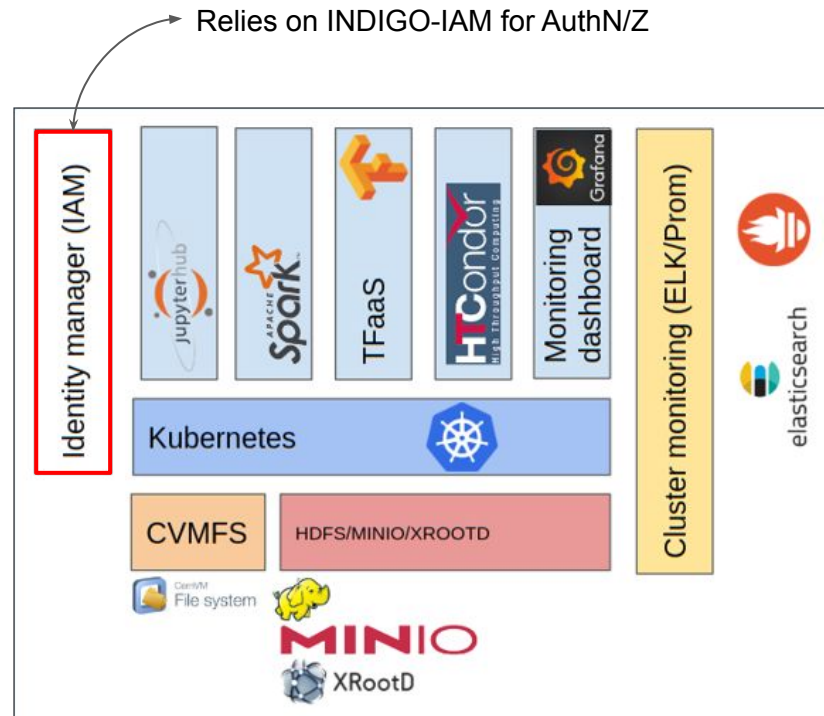 Relies on INDIGO-IAM for AuthN/Z
Identity manager (IAM)
jupyterhub
APACHE
Spark™
TFaaS
HTCondor
High Throughput Computing
Grafana
Monitoring
dashboard
Cluster monitoring (ELK/Prom)
elasticsearch
Kubernetes
CVMFS
HDFS/MINIO/XROOTD
CernVM
File system
MINIO
XRootD